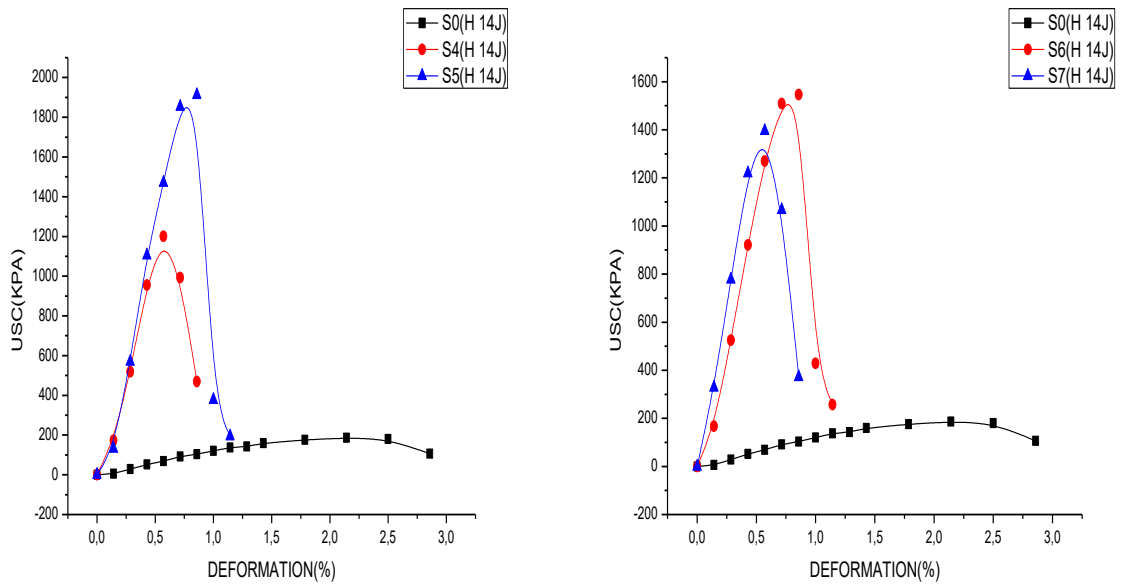 S0(H 14J)
S4(H 14J)
S5(H 14J)
2000
1800
1600
1400
1200
1000
800
600
400
200
0
-200
USC(KPA)
0,0 0,5 1,0 1,5 2,0 2,5 3,0
DEFORMATION(%)
S0(H 14J)
S6(H 14J)
S7(H 14J)
1600
1400
1200
1000
800
600
400
200
0
-200
USC(KPA)
0,0 0,5 1,0 1,5 2,0 2,5 3,0
DEFORMATION(%)